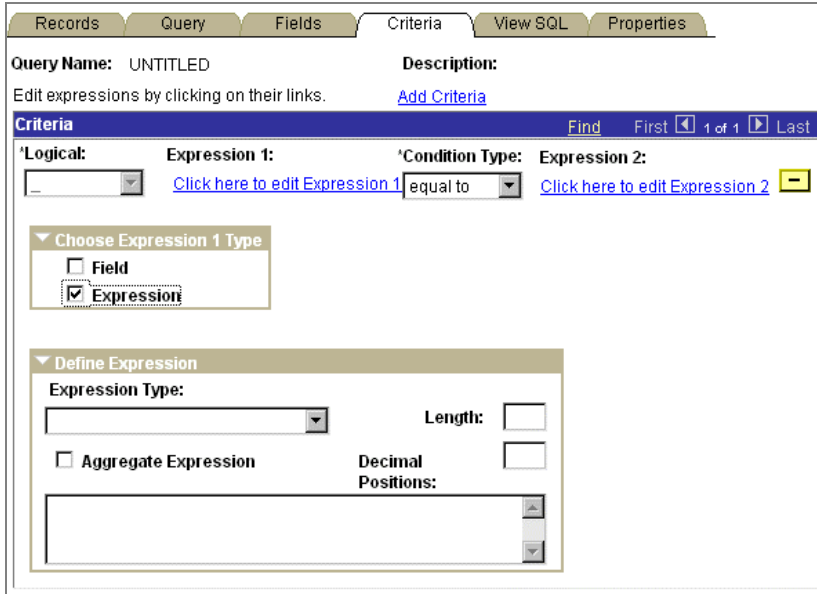 Records Query Fields Criteria View SQL Properties
Query Name: UNTITLED Description:
Edit expressions by clicking on their links. Add Criteria
Criteria Find First 1 of 1 Last
*Logical: Expression 1: *Condition Type: Expression 2:
_ Click here to edit Expression 1 equal to Click here to edit Expression 2
Choose Expression 1 Type
Field
Expression
Define Expression
Expression Type:
Length:
Aggregate Expression Decimal
Positions: